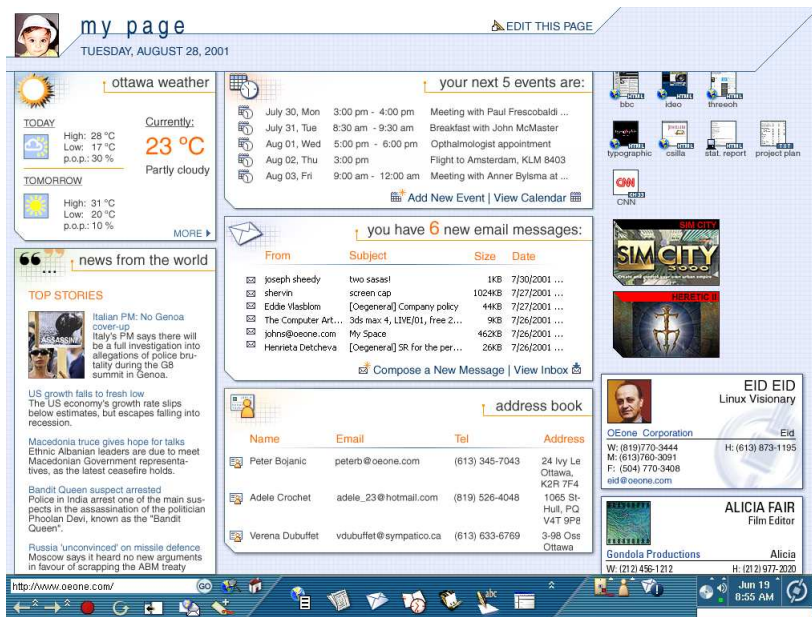 my page
EDIT THIS PAGE
TUESDAY, AUGUST 28, 2001
ottawa weather
TODAY
Currently:
High: 28 ºC
Low: 17 ºC
p.o.p.: 30 %
23 ºC
Partly cloudy
TOMORROW
High: 31 ºC
Low: 20 ºC
p.o.p.: 10 %
MORE
news from the world
TOP STORIES
Italian PM: No Genoa
cover-up
Italy's PM says there will
be a full investigation into
allegations of police bru-
tality during the G8
summit in Genoa.
US growth falls to fresh low
The US economy's growth rate slips
below estimates, but escapes falling into
recession.
Macedonia truce gives hope for talks
Ethnic Albanian leaders are due to meet
Macedonian Government representa-
tives, as the latest ceasefire holds.
Bandit Queen suspect arrested
Police in India arrest one of the main sus-
pects in the assassination of the politician
Phoolan Devi, known as the "Bandit
Queen".
Russia 'unconvinced' on missile defence
Moscow says it heard no new arguments
in favour of scrapping the ABM treaty
your next 5 events are:
July 30, Mon 3:00 pm - 4:00 pm Meeting with Paul Frescobaldi ...
July 31, Tue 8:30 am - 9:30 am Breakfast with John McMaster
Aug 01, Wed 5:00 pm - 6:00 pm Opthalmologist appointment
Aug 02, Thu 3:00 pm Flight to Amsterdam, KLM 8403
Aug 03, Fri 9:00 am - 12:00 am Meeting with Anner Bylsma at ...
Add New Event | View Calendar
you have 6 new email messages:
From Subject Size Date
joseph sheedy two sasas! 1KB 7/30/2001 ...
shervin screen cap 1024KB 7/27/2001 ...
Eddie Vlasblom [Oegeneral] Company policy 44KB 7/27/2001 ...
The Computer Art... 3ds max 4, LIVE/01, free 2... 9KB 7/26/2001 ...
johns@oeone.com My Space 462KB 7/26/2001 ...
Henrieta Detcheva [Oegeneral] SR for the per... 26KB 7/26/2001 ...
Compose a New Message | View Inbox
address book
Name Email Tel Address
Peter Bojanic peterb@oeone.com (613) 345-7043 24 Ivy Le
Ottawa,
K2R 7F4
Adele Crochet adele_23@hotmail.com (819) 526-4048 1065 St-
Hull, PQ
V4T 9P8
Verena Dubuffet vdubuffet@sympatico.ca (613) 633-6769 3-98 Oss
Ottawa
bbc ideo threeoh
typographic csilla stat. report project plan
CNN
CNN
SIM CITY
SIM CITY
3000
HERETIC II
EID EID
Linux Visionary
OEone Corporation Eid
W: (819)770-3444 H: (613) 873-1195
M: (613)760-3091
F: (504) 770-3408
eid@oeone.com
ALICIA FAIR
Film Editor
Gondola Productions Alicia
W: (212) 456-1212 H: (212) 977-2020
http://www.oeone.com/ GO
abc
Jun 19
8:55 AM